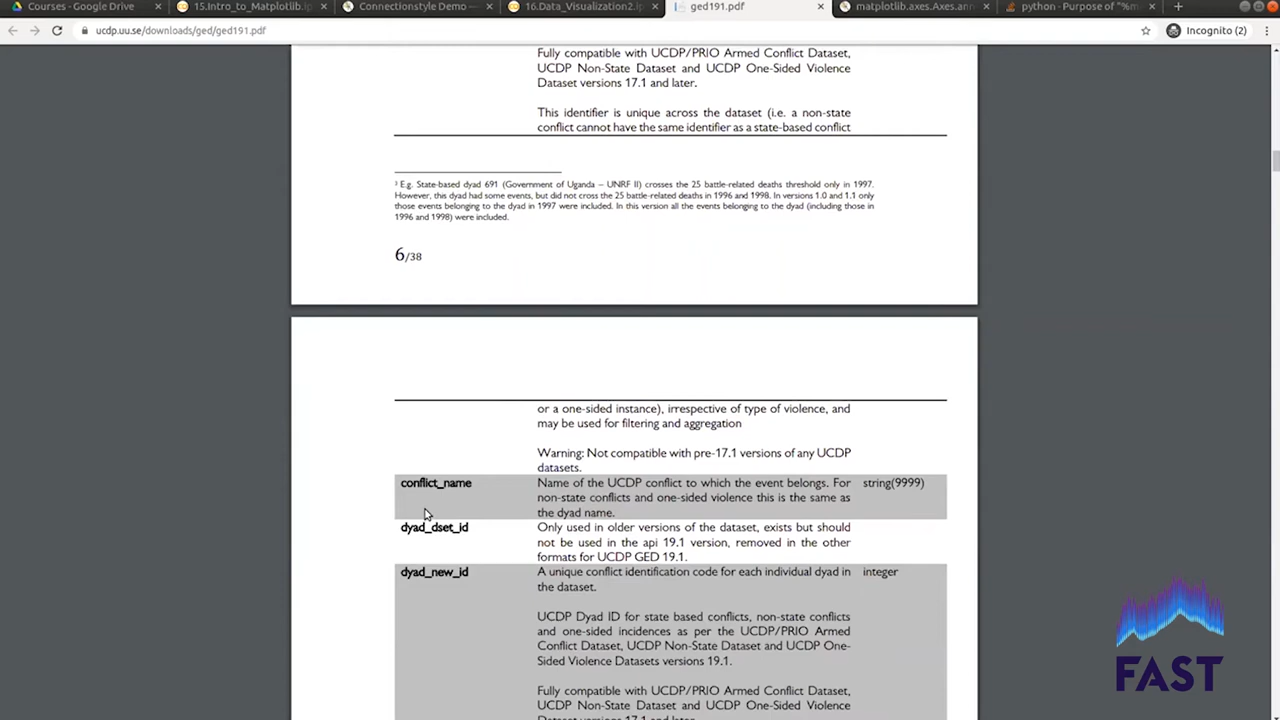 Courses - Google Drive
15.Intro_to_Matplotlib.ip
Connectionstyle Demo —
16.Data_Visualization2.ip
ged191.pdf
matplotlib.axes.Axes.ann
python - Purpose of "%m
ucdp.uu.se/downloads/ged/ged191.pdf
Incognito (2)
Fully compatible with UCDP/PRIO Armed Conflict Dataset,
UCDP Non-State Dataset and UCDP One-Sided Violence
Dataset versions 17.1 and later.
This identifier is unique across the dataset (i.e. a non-state
conflict cannot have the same identifier as a state-based conflict
3 E.g. State-based dyad 691 (Government of Uganda – UNRF II) crosses the 25 battle-related deaths threshold only in 1997.
However, this dyad had some events, but did not cross the 25 battle-related deaths in 1996 and 1998. In versions 1.0 and 1.1 only
those events belonging to the dyad in 1997 were included. In this version all the events belonging to the dyad (including those in
1996 and 1998) were included.
6/38
or a one-sided instance), irrespective of type of violence, and
may be used for filtering and aggregation
Warning: Not compatible with pre-17.1 versions of any UCDP
datasets.
conflict_name
Name of the UCDP conflict to which the event belongs. For
non-state conflicts and one-sided violence this is the same as
the dyad name.
string(9999)
dyad_dset_id
Only used in older versions of the dataset, exists but should
not be used in the api 19.1 version, removed in the other
formats for UCDP GED 19.1.
dyad_new_id
A unique conflict identification code for each individual dyad in
the dataset.
integer
UCDP Dyad ID for state based conflicts, non-state conflicts
and one-sided incidences as per the UCDP/PRIO Armed
Conflict Dataset, UCDP Non-State Dataset and UCDP One-
Sided Violence Datasets versions 19.1.
Fully compatible with UCDP/PRIO Armed Conflict Dataset,
UCDP Non-State Dataset and UCDP One-Sided Violence
Dataset versions 17.1 and later.
FAST